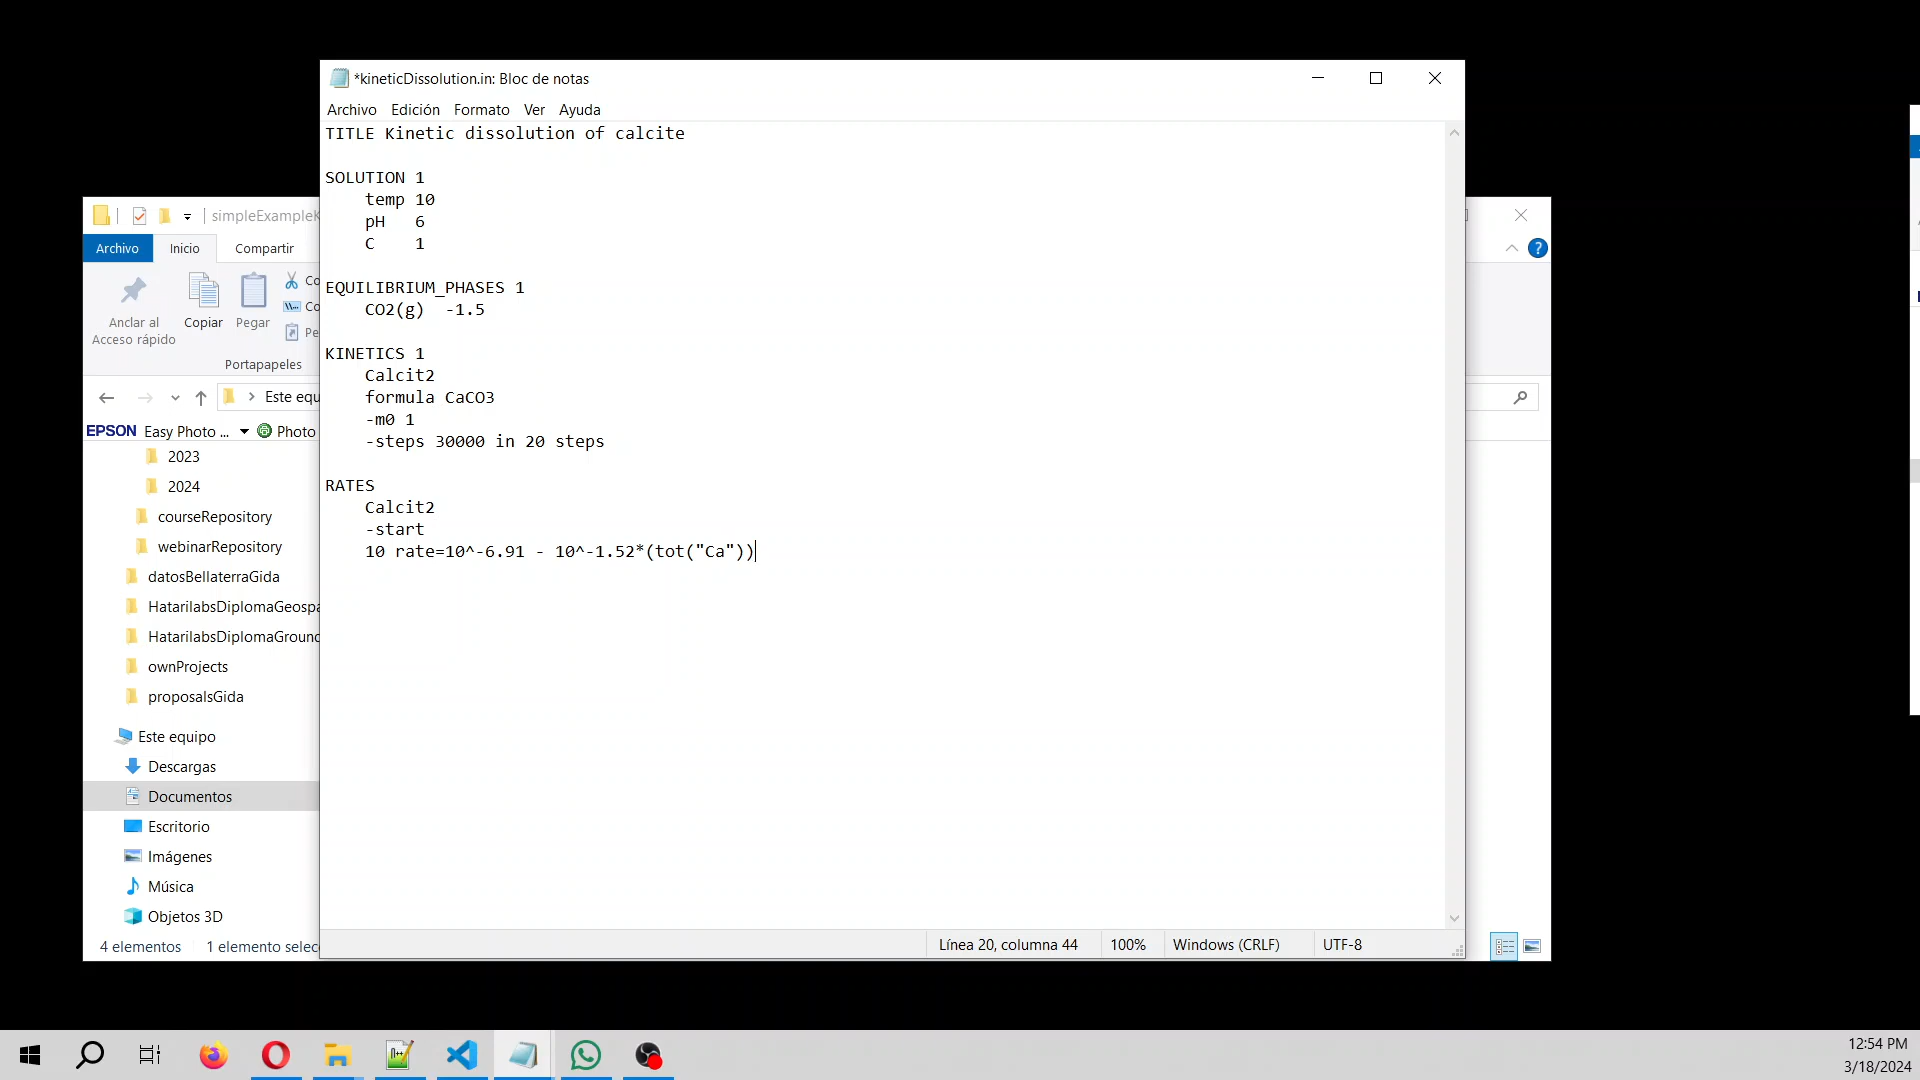 *kineticDissolution.in: Bloc de notas
Archivo Edición Formato Ver Ayuda
TITLE Kinetic dissolution of calcite
SOLUTION 1
temp 10
pH 6
C 1
EQUILIBRIUM_PHASES 1
CO2(g) -1.5
KINETICS 1
Calcit2
formula CaCO3
-m0 1
-steps 30000 in 20 steps
RATES
Calcit2
-start
10 rate=10^-6.91 - 10^-1.52*(tot("Ca"))
Línea 20, columna 44 100% Windows (CRLF) UTF-8
Archivo Inicio Compartir
Anclar al
Acceso rápido
Copiar
Pegar
Portapapeles
EPSON Easy Photo ... Photo
2023
2024
courseRepository
webinarRepository
datosBellaterraGida
HatarilabsDiplomaGeospa
HatarilabsDiplomaGround
ownProjects
proposalsGida
Este equipo
Descargas
Documentos
Escritorio
Imágenes
Música
Objetos 3D
4 elementos 1 elemento selec
12:54 PM
3/18/2024